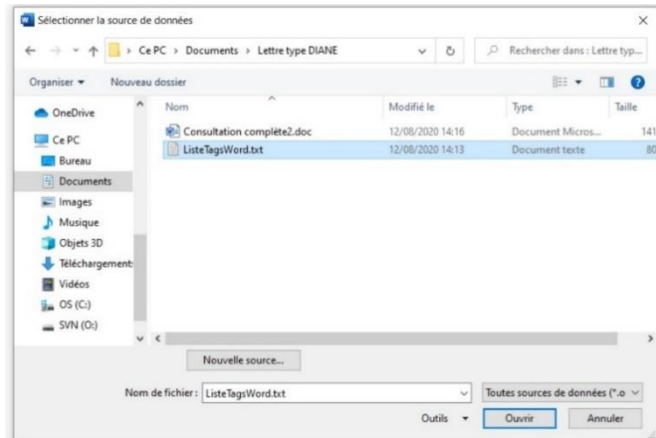 Sélectionner la source de données
Ce PC > Documents > Lettre type DIANE
Rechercher dans : Lettre typ...
Organiser
Nouveau dossier
Nom
Modifié le
Type
Taille
Consultation complète2.doc 12/08/2020 14:16 Document Micros... 141
ListeTagsWord.txt 12/08/2020 14:13 Document texte 80
OneDrive
Ce PC
Bureau
Documents
Images
Musique
Objets 3D
Téléchargement:
Vidéos
OS (C:)
SVN (O:)
Nouvelle source...
Nom de fichier : ListeTagsWord.txt
Toutes sources de données (*.o
Outils
Ouvrir
Annuler